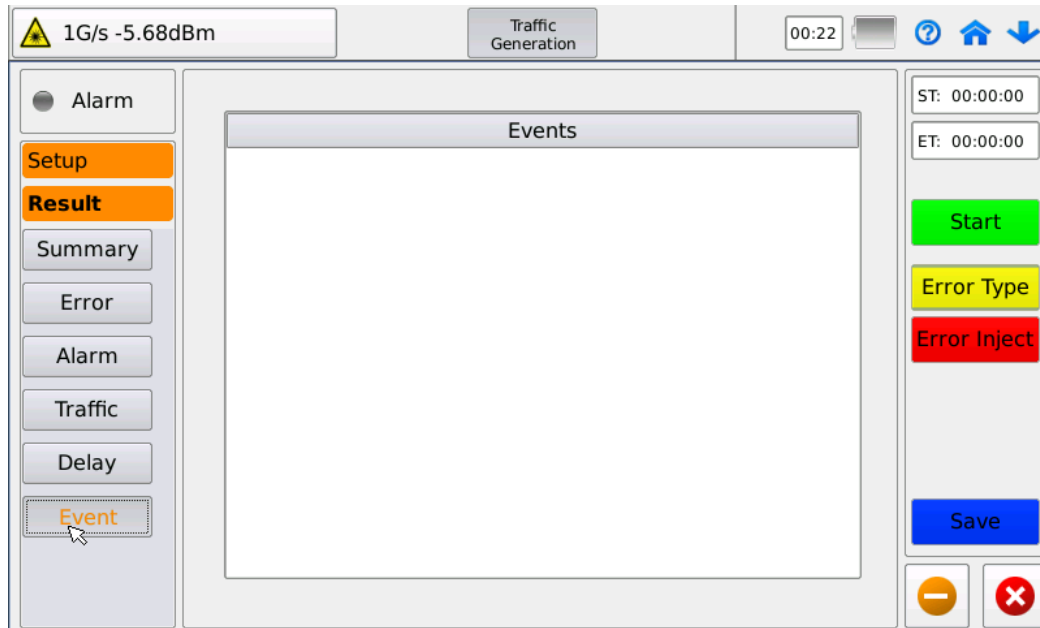 1G/s -5.68dBm
Traffic
Generation
00:22
Alarm
Setup
Result
Summary
Error
Alarm
Traffic
Delay
Event
Events
ST: 00:00:00
ET: 00:00:00
Start
Error Type
Error Inject
Save